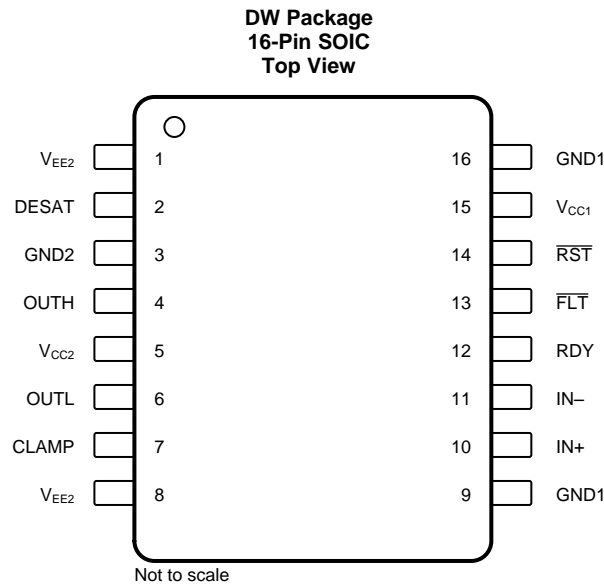 DW Package
16-Pin SOIC
Top View
VEE2 1 16 GND1
DESAT 2 15 VCC1
GND2 3 14 R̅S̅T̅
OUTH 4 13 F̅L̅T̅
VCC2 5 12 RDY
OUTL 6 11 IN–
CLAMP 7 10 IN+
VEE2 8 9 GND1
Not to scale